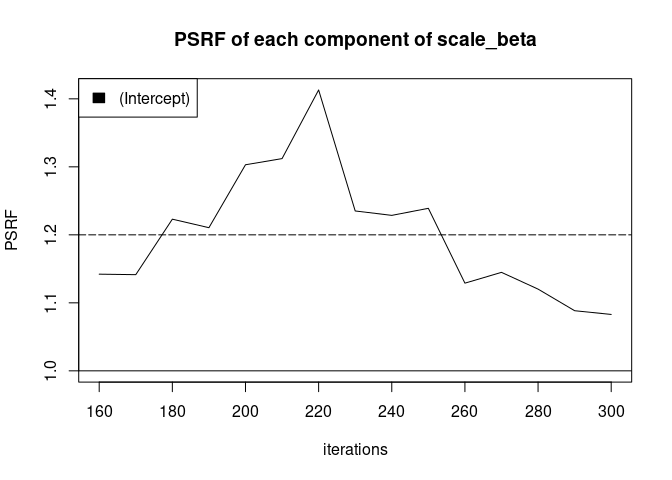 PSRF of each component of scale_beta
(Intercept)
PSRF
1.4
1.3
1.2
1.1
1.0
160 180 200 220 240 260 280 300
iterations